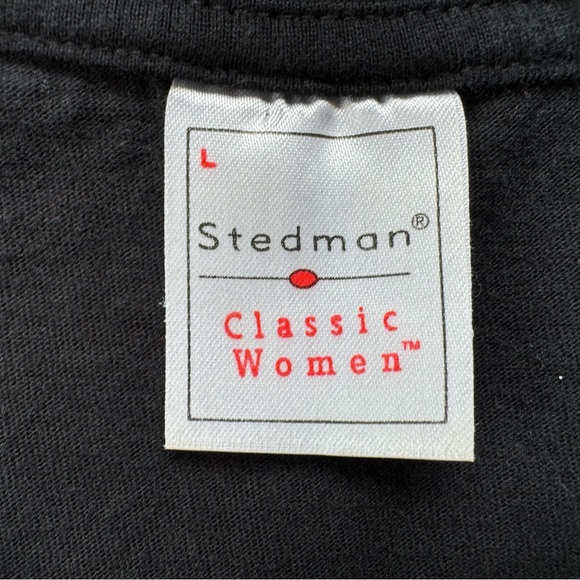 L
Stedman®
Classic
Women™